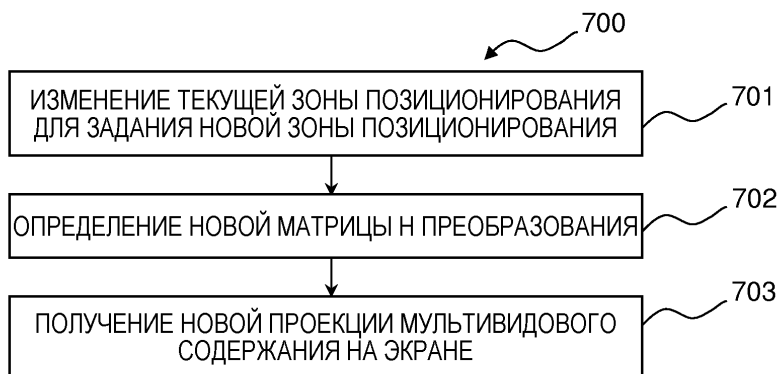 700
ИЗМЕНЕНИЕ ТЕКУЩЕЙ ЗОНЫ ПОЗИЦИОНИРОВАНИЯ
ДЛЯ ЗАДАНИЯ НОВОЙ ЗОНЫ ПОЗИЦИОНИРОВАНИЯ
701
ОПРЕДЕЛЕНИЕ НОВОЙ МАТРИЦЫ H ПРЕОБРАЗОВАНИЯ
702
ПОЛУЧЕНИЕ НОВОЙ ПРОЕКЦИИ МУЛЬТИВИДОВОГО
СОДЕРЖАНИЯ НА ЭКРАНЕ
703